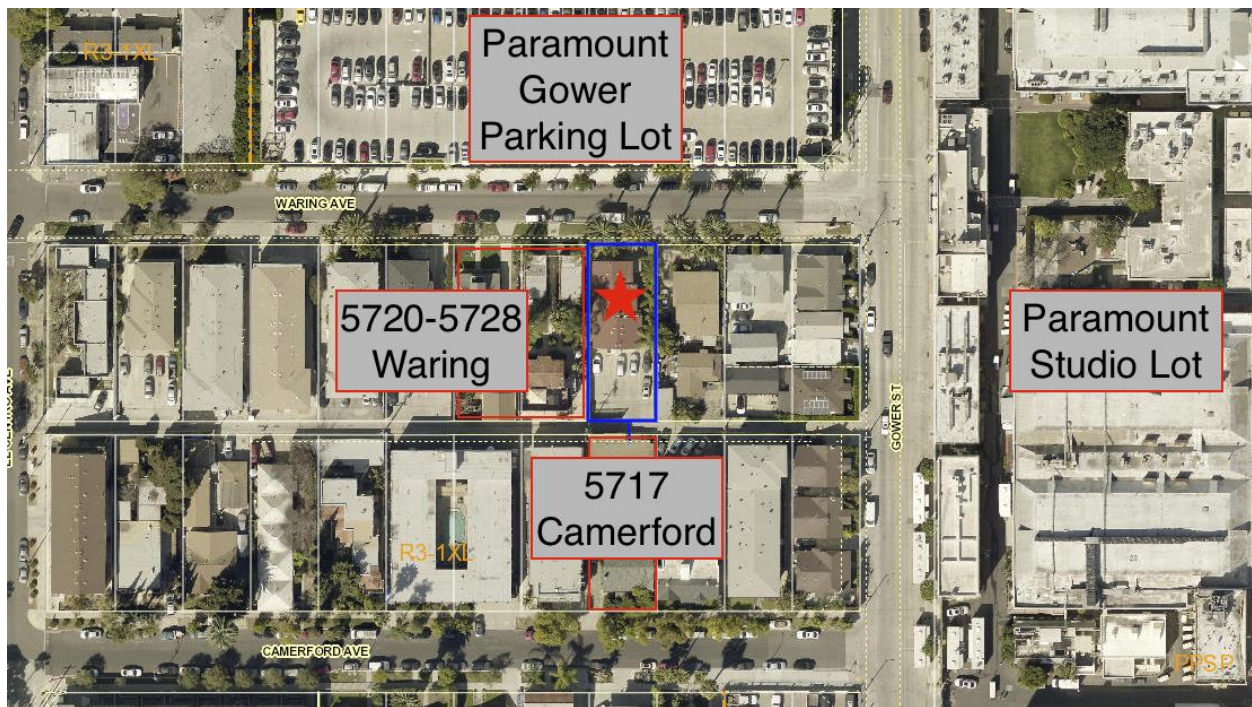 R3-1XL
Paramount
Gower
Parking Lot
WARING AVE
5720-5728
Waring
Paramount
Studio Lot
GOWER ST
5717
Camerford
R3-1XL
CAMERFORD AVE
PPSP